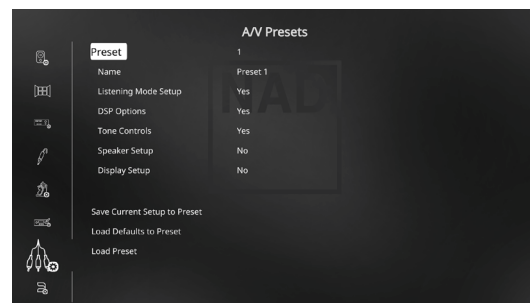 A/V Presets
Preset 1
Name Preset 1
Listening Mode Setup Yes
DSP Options Yes
Tone Controls Yes
Speaker Setup No
Display Setup No
Save Current Setup to Preset
Load Defaults to Preset
Load Preset
NAD